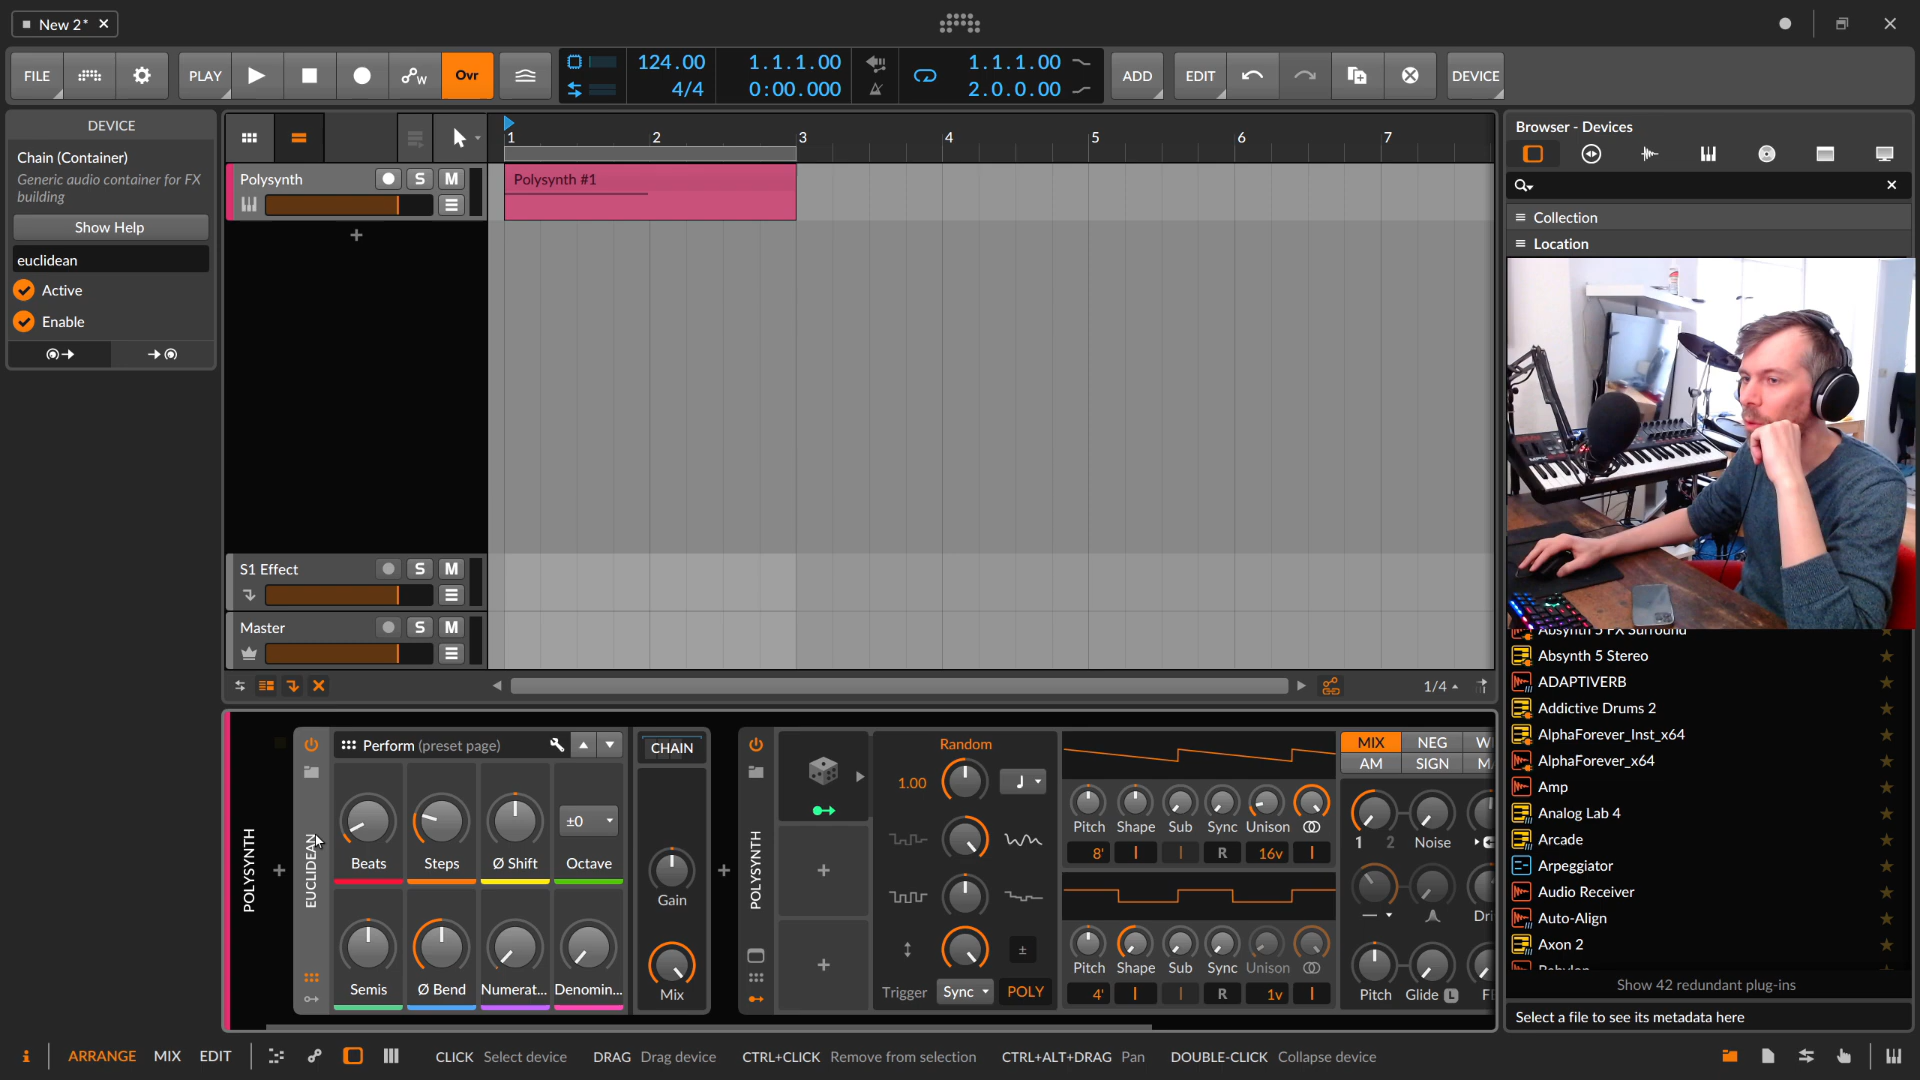 New 2*
FILE
PLAY
Ovr
124.00
4/4
1.1.1.00
0:00.000
1.1.1.00
2.0.0.00
ADD
EDIT
DEVICE
DEVICE
Chain (Container)
Generic audio container for FX
building
Show Help
euclidean
Active
Enable
1 2 3 4 5 6 7
Polysynth
S M
Polysynth #1
S1 Effect
S M
Master
S M
1/4
Browser - Devices
Collection
Location
Absynth 5 FX Surround
Absynth 5 Stereo
ADAPTIVERB
Addictive Drums 2
AlphaForever_Inst_x64
AlphaForever_x64
Amp
Analog Lab 4
Arcade
Arpeggiator
Audio Receiver
Auto-Align
Axon 2
Show 42 redundant plug-ins
Select a file to see its metadata here
POLYSYNTH
EUCLIDEAN
Perform (preset page)
Beats
Steps
Ø Shift
±0
Octave
Semis
Ø Bend
Numerat...
Denomin...
CHAIN
Gain
Mix
POLYSYNTH
Random
1.00
±
Trigger
Sync
POLY
Pitch Shape Sub Sync Unison
8' R 16v
Pitch Shape Sub Sync Unison
4' R 1v
MIX NEG
AM SIGN
1 2 Noise
Dri
Pitch Glide L
ARRANGE MIX EDIT
CLICK Select device
DRAG Drag device
CTRL+CLICK Remove from selection
CTRL+ALT+DRAG Pan
DOUBLE-CLICK Collapse device